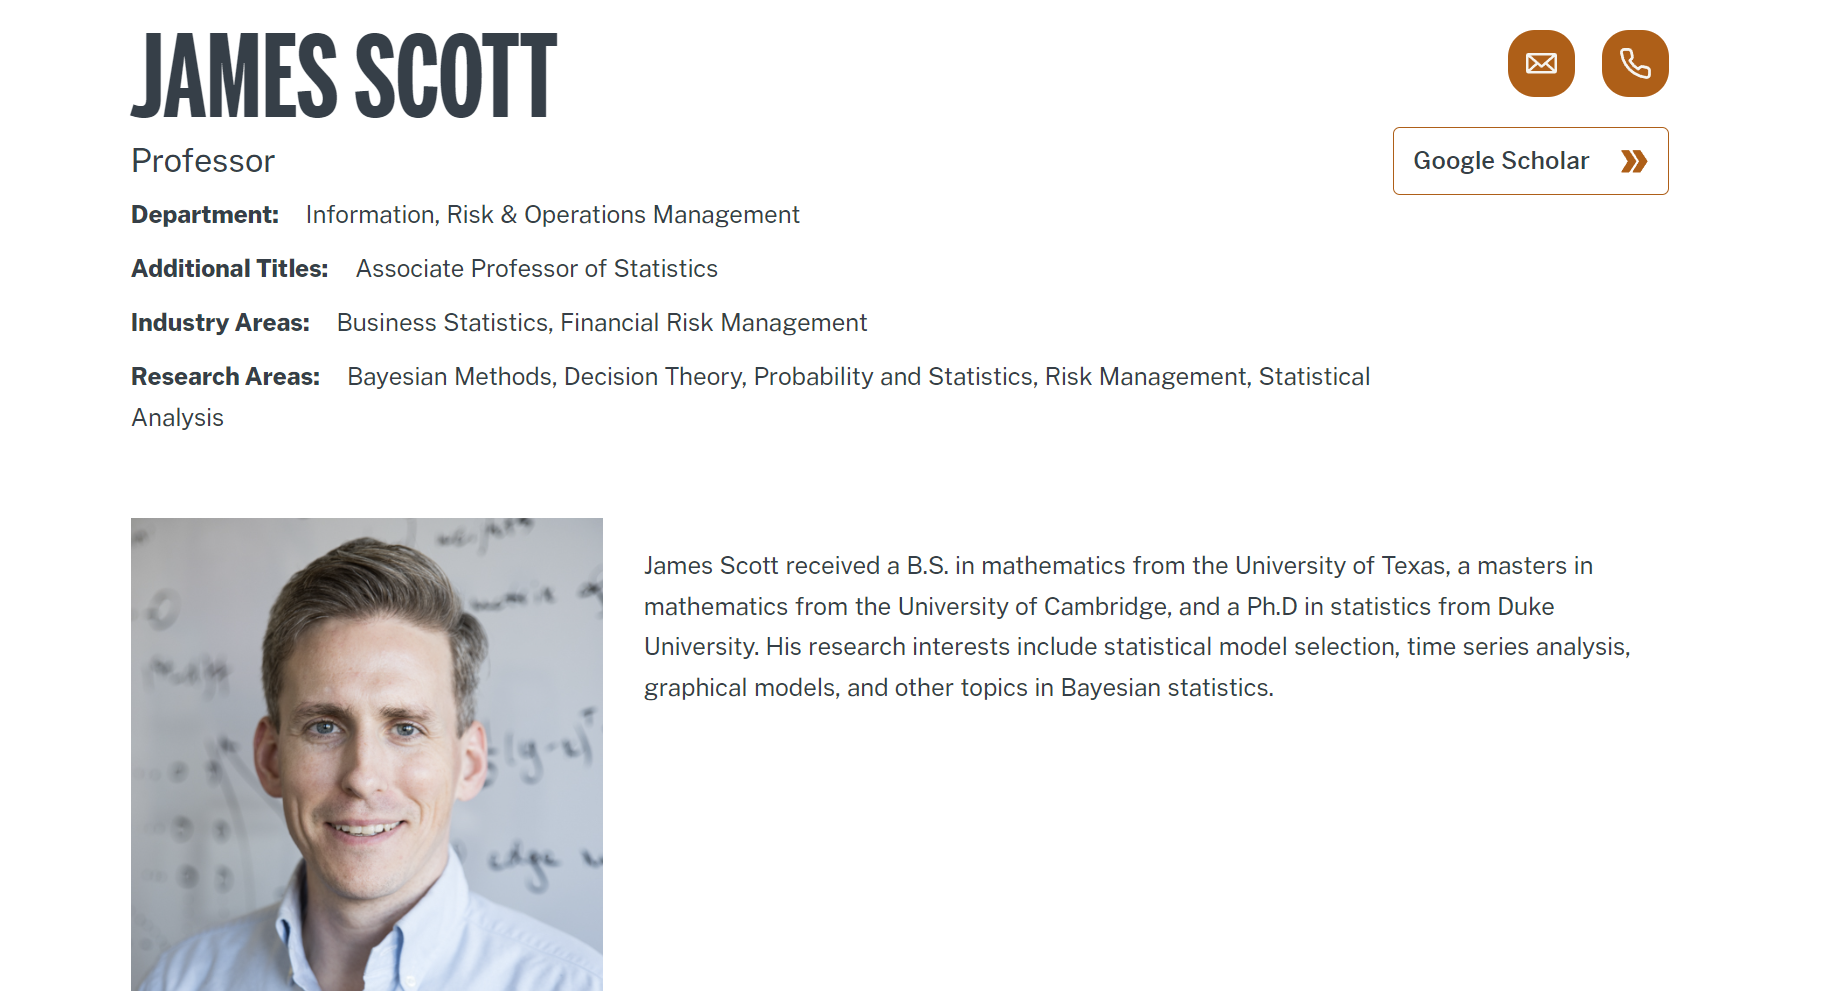 JAMES SCOTT
Professor
Google Scholar
Department: Information, Risk & Operations Management
Additional Titles: Associate Professor of Statistics
Industry Areas: Business Statistics, Financial Risk Management
Research Areas: Bayesian Methods, Decision Theory, Probability and Statistics, Risk Management, Statistical
Analysis
James Scott received a B.S. in mathematics from the University of Texas, a masters in
mathematics from the University of Cambridge, and a Ph.D in statistics from Duke
University. His research interests include statistical model selection, time series analysis,
graphical models, and other topics in Bayesian statistics.
edge